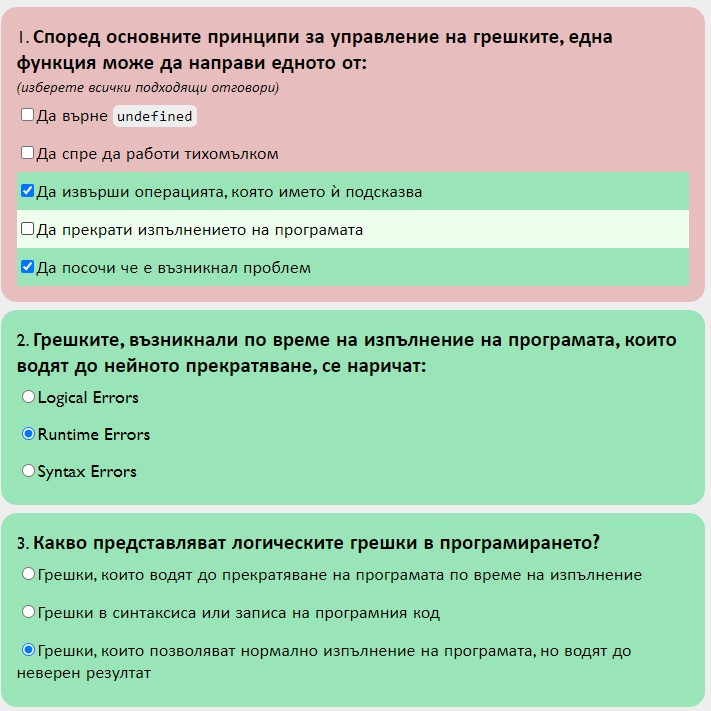 1. Според основните принципи за управление на грешките, една
функция може да направи едното от:
(изберете всички подходящи отговори)
Да върне undefined
Да спре да работи тихомълком
Да извърши операцията, която името ѝ подсказва
Да прекрати изпълнението на програмата
Да посочи че е възникнал проблем
2. Грешките, възникнали по време на изпълнение на програмата, които
водят до нейното прекратяване, се наричат:
Logical Errors
Runtime Errors
Syntax Errors
3. Какво представляват логическите грешки в програмирането?
Грешки, които водят до прекратяване на програмата по време на изпълнение
Грешки в синтаксиса или записа на програмния код
Грешки, които позволяват нормално изпълнение на програмата, но водят до
неверен резултат